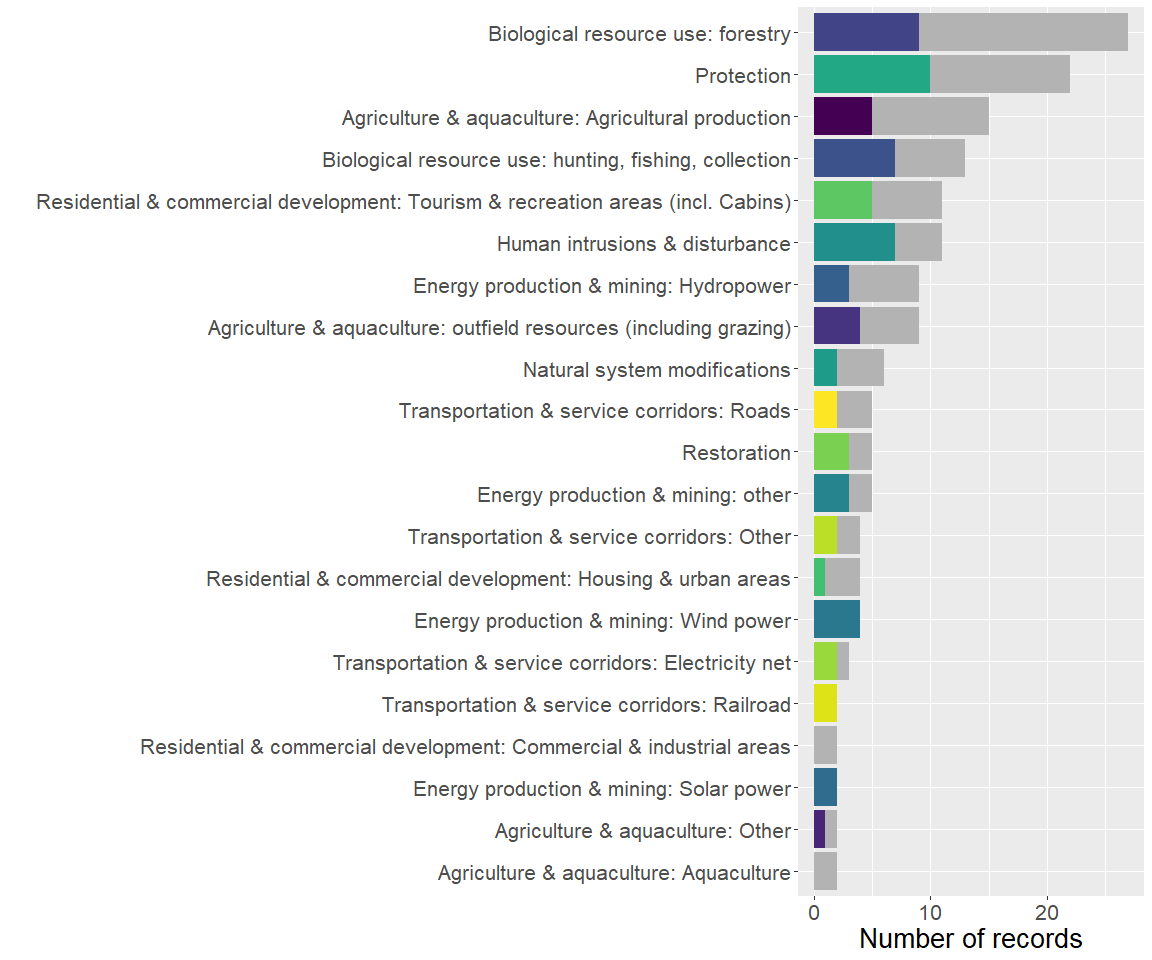 Biological resource use: forestry
Protection
Agriculture & aquaculture: Agricultural production
Biological resource use: hunting, fishing, collection
Residential & commercial development: Tourism & recreation areas (incl. Cabins)
Human intrusions & disturbance
Energy production & mining: Hydropower
Agriculture & aquaculture: outfield resources (including grazing)
Natural system modifications
Transportation & service corridors: Roads
Restoration
Energy production & mining: other
Transportation & service corridors: Other
Residential & commercial development: Housing & urban areas
Energy production & mining: Wind power
Transportation & service corridors: Electricity net
Transportation & service corridors: Railroad
Residential & commercial development: Commercial & industrial areas
Energy production & mining: Solar power
Agriculture & aquaculture: Other
Agriculture & aquaculture: Aquaculture
0 10 20
Number of records